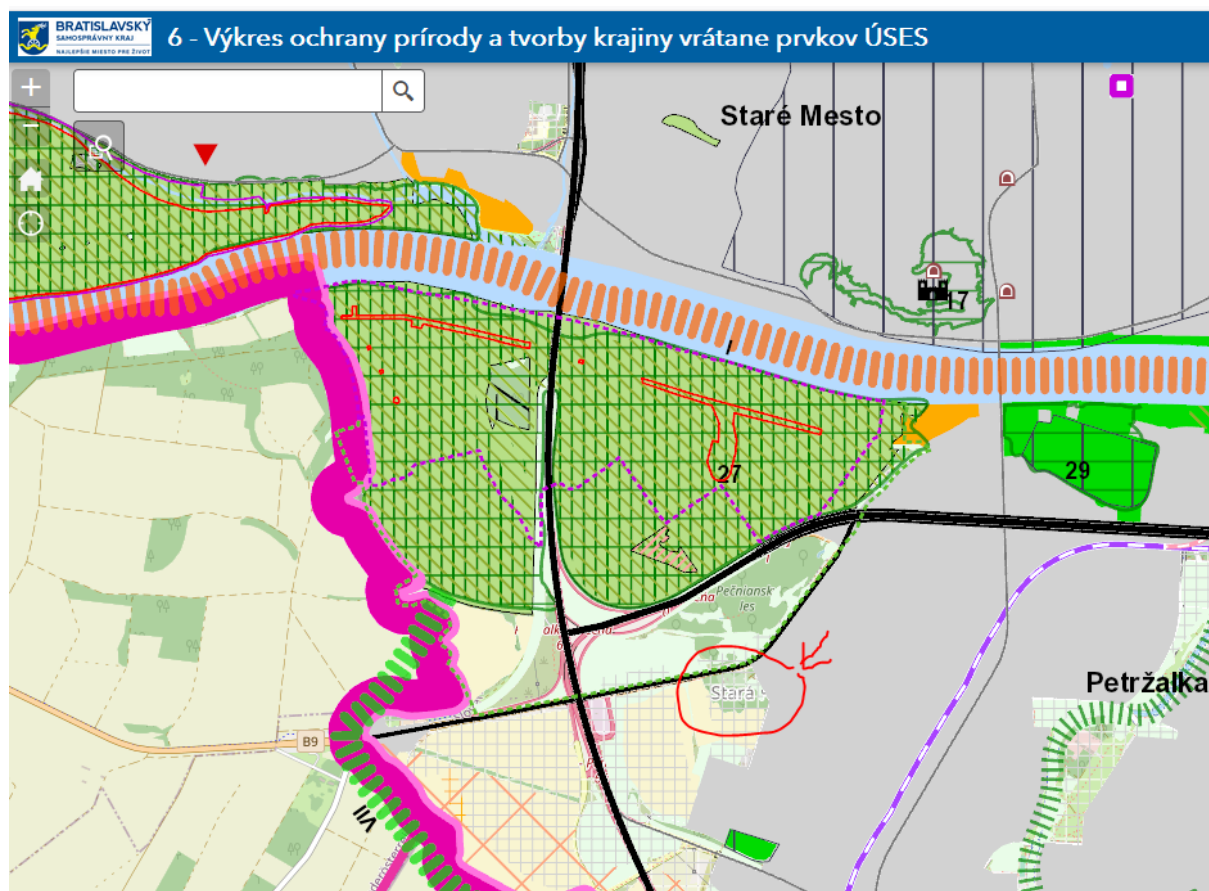 BRATISLAVSKÝ
SAMOSPRÁVNY KRAJ
NAJLEPŠIE MIESTO PRE ŽIVOT
6 - Výkres ochrany prírody a tvorby krajiny vrátane prvkov ÚSES
Staré Mesto
17
I
27
29
Pečniansk
les
Stará
Petržalka
B9
VII